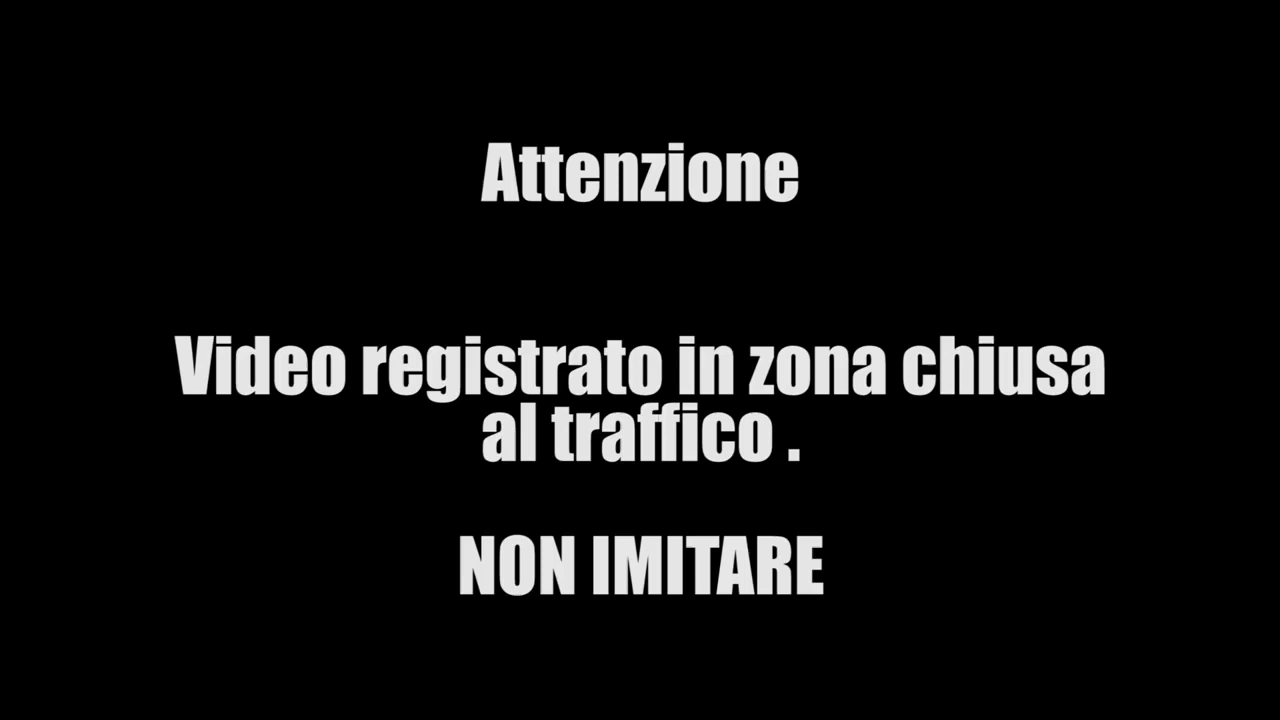 Attenzione
Video registrato in zona chiusa
al traffico .
NON IMITARE